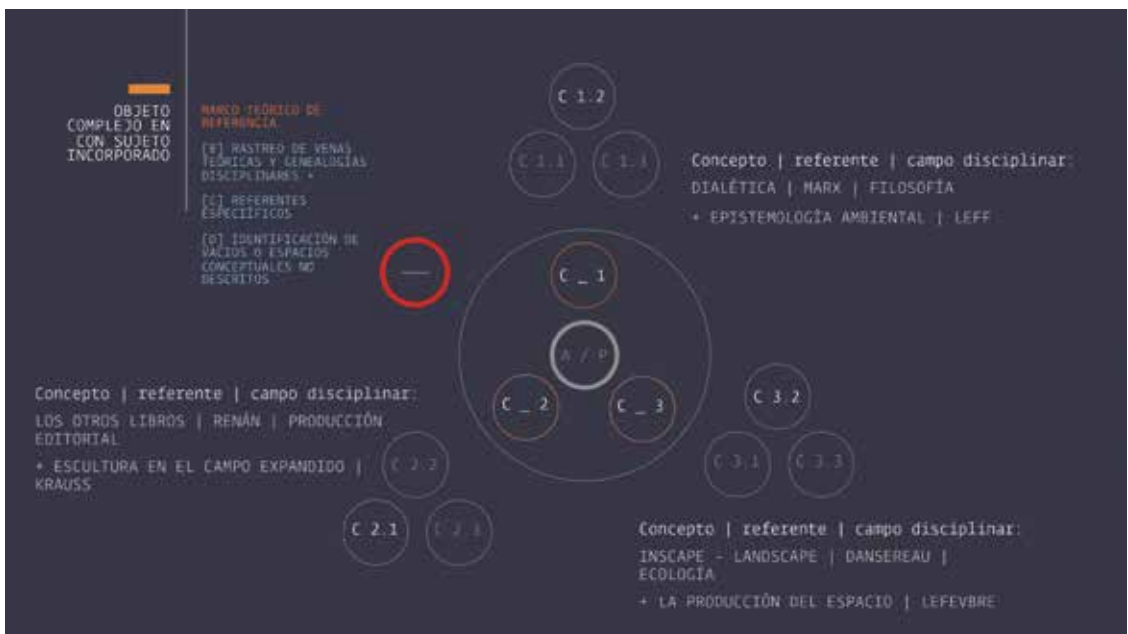 OBJETO
COMPLEJO EN
CON SUJETO
INCORPORADO
MARCO TEÓRICO DE
REFERENCIA
[B] RASTREO DE VENAS
TEÓRICAS Y GENEALOGÍAS
DISCIPLINARES +
[C] REFERENTES
ESPECIÍFICOS
[D] IDENTIFICACIÓN DE
VACIOS O ESPACIOS
CONCEPTUALES NO
DESCRITOS
C 1.2
C 1.1
C 1.3
Concepto | referente | campo disciplinar:
DIALÉTICA | MARX | FILOSOFÍA
+ EPISTEMOLOGÍA AMBIENTAL | LEFF
C _ 1
A / P
C _ 2
C _ 3
Concepto | referente | campo disciplinar:
LOS OTROS LIBROS | RENÁN | PRODUCCIÓN
EDITORIAL
+ ESCULTURA EN EL CAMPO EXPANDIDO |
KRAUSS
C 2.2
C 2.1
C 2.3
C 3.2
C 3.1
C 3.3
Concepto | referente | campo disciplinar:
INSCAPE – LANDSCAPE | DANSEREAU |
ECOLOGÍA
+ LA PRODUCCIÓN DEL ESPACIO | LEFEVBRE